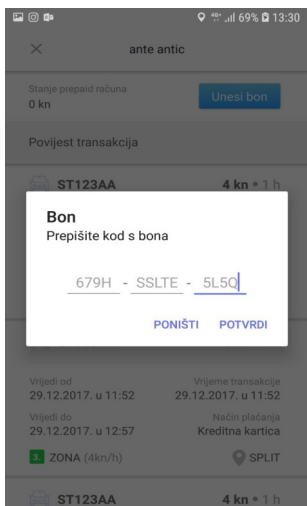 69% 13:30
ante antic
Stanje prepaid računa
0 kn
Unesi bon
Povijest transakcija
ST123AA 4 kn • 1 h
Bon
Prepišite kod s bona
679H - SSLTE - 5L5Q
PONIŠTI POTVRDI
Vrijedi od Vrijeme transakcije
29.12.2017. u 11:52 29.12.2017. u 11:52
Vrijedi do Način plaćanja
29.12.2017. u 12:57 Kreditna kartica
3. ZONA (4kn/h) SPLIT
ST123AA 4 kn • 1 h